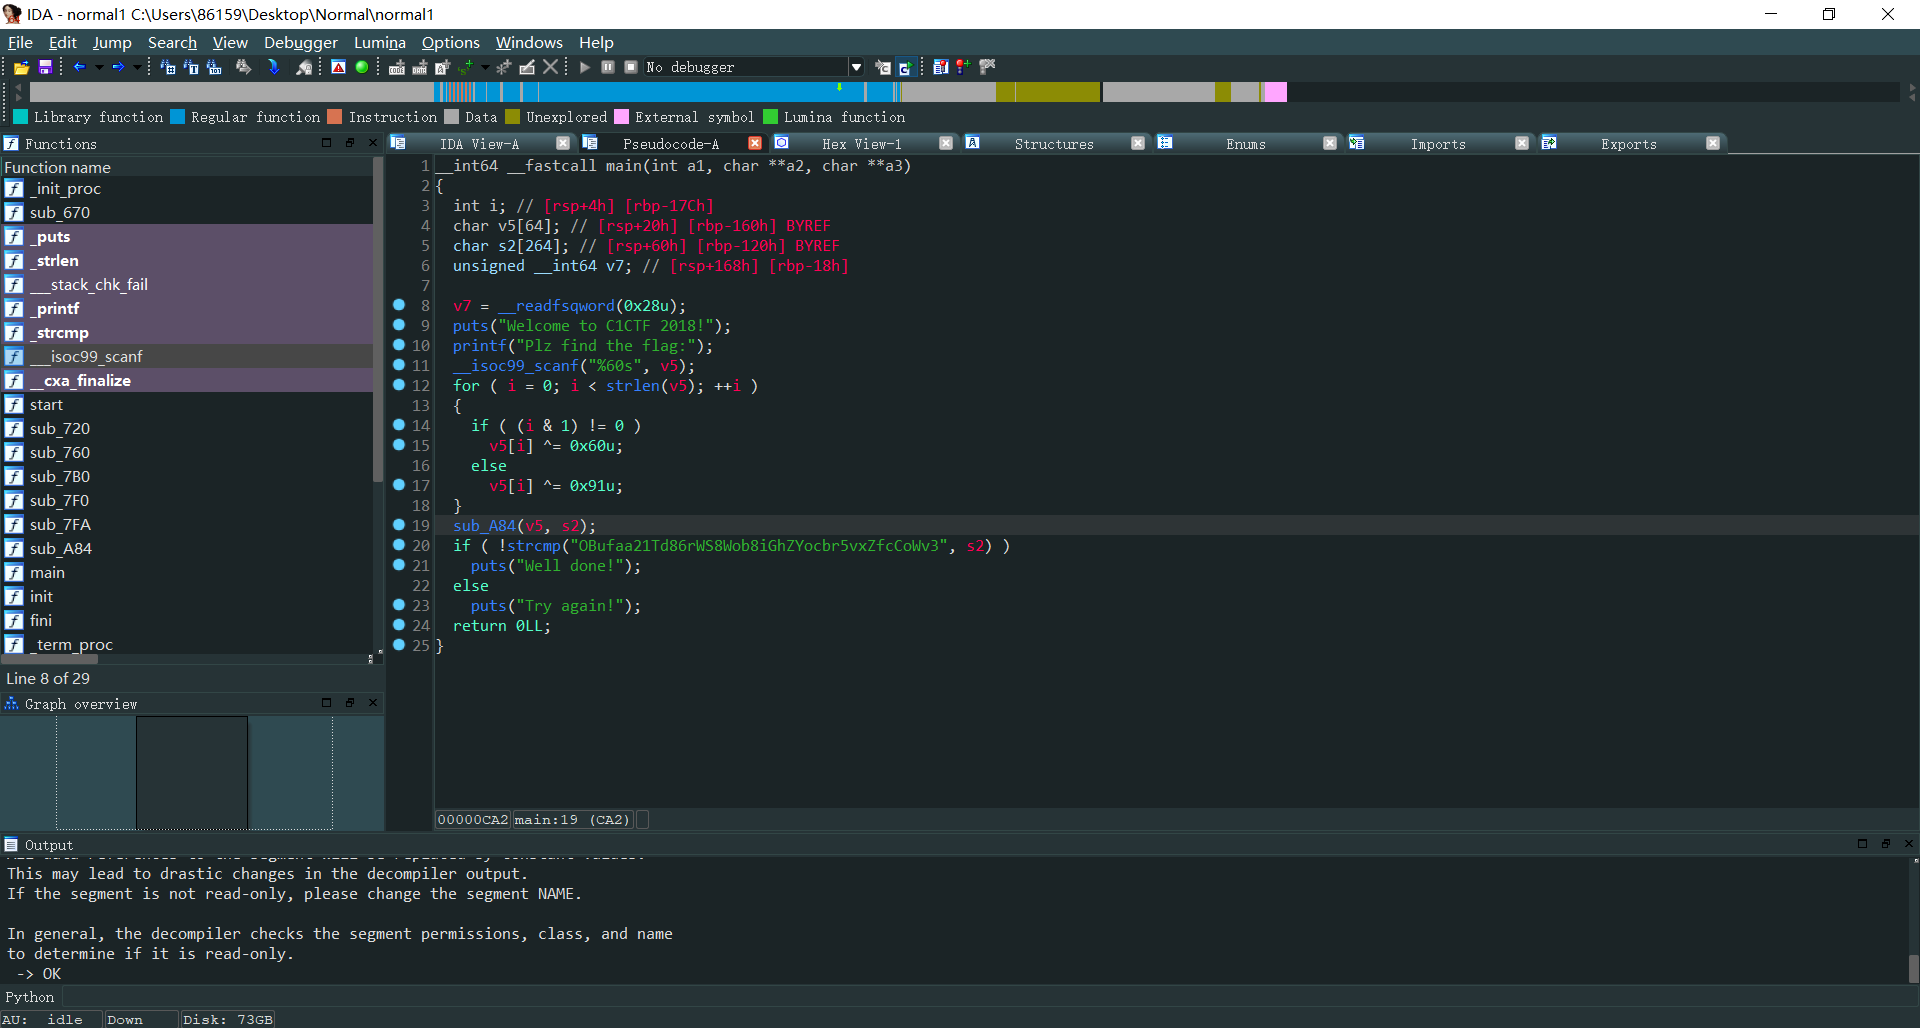 IDA - normal1 C:\Users\86159\Desktop\Normal\normal1
File Edit Jump Search View Debugger Lumina Options Windows Help
No debugger
Library function Regular function Instruction Data Unexplored External symbol Lumina function
Functions
IDA View-A Pseudocode-A Hex View-1 Structures Enums Imports Exports
Function name
_init_proc
sub_670
_puts
_strlen
___stack_chk_fail
_printf
_strcmp
___isoc99_scanf
__cxa_finalize
start
sub_720
sub_760
sub_7B0
sub_7F0
sub_7FA
sub_A84
main
init
fini
_term_proc
Line 8 of 29
Graph overview
1 __int64 __fastcall main(int a1, char **a2, char **a3)
2 {
3 int i; // [rsp+4h] [rbp-17Ch]
4 char v5[64]; // [rsp+20h] [rbp-160h] BYREF
5 char s2[264]; // [rsp+60h] [rbp-120h] BYREF
6 unsigned __int64 v7; // [rsp+168h] [rbp-18h]
7
8 v7 = __readfsqword(0x28u);
9 puts("Welcome to C1CTF 2018!");
10 printf("Plz find the flag:");
11 __isoc99_scanf("%60s", v5);
12 for ( i = 0; i < strlen(v5); ++i )
13 {
14 if ( (i & 1) != 0 )
15 v5[i] ^= 0x60u;
16 else
17 v5[i] ^= 0x91u;
18 }
19 sub_A84(v5, s2);
20 if ( !strcmp("OBufaa21Td86rWS8Wob8iGhZYocbr5vxZfcCoWv3", s2) )
21 puts("Well done!");
22 else
23 puts("Try again!");
24 return 0LL;
25 }
00000CA2 main:19 (CA2)
Output
This may lead to drastic changes in the decompiler output.
If the segment is not read-only, please change the segment NAME.
In general, the decompiler checks the segment permissions, class, and name
to determine if it is read-only.
-> OK
Python
AU: idle Down Disk: 73GB